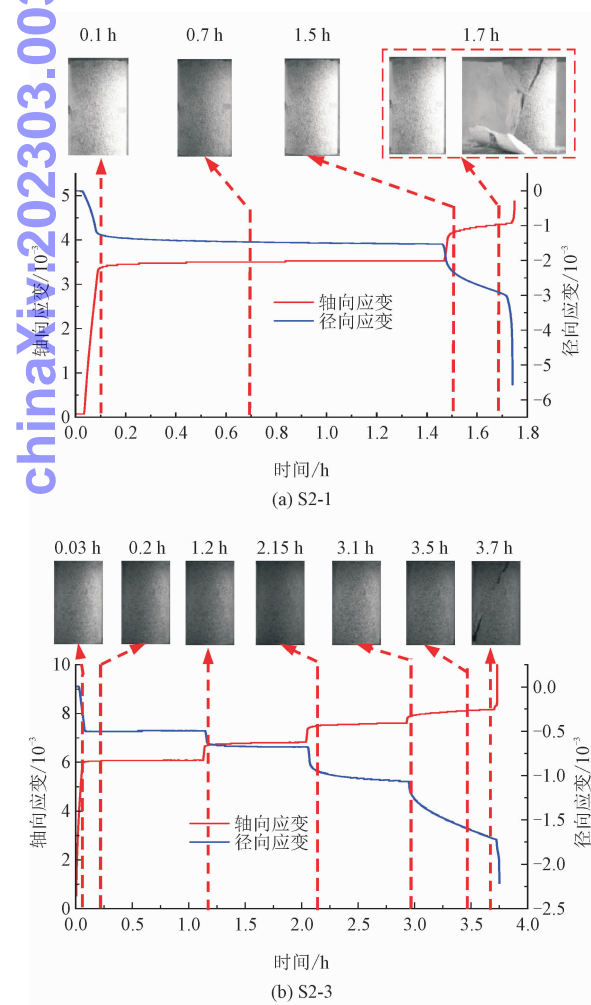 0.1 h 0.7 h 1.5 h 1.7 h
5 4 3 2 1 0
轴向应变/10⁻³
0 −1 −2 −3 −4 −5 −6
径向应变/10⁻³
轴向应变
径向应变
0.0 0.2 0.4 0.6 0.8 1.0 1.2 1.4 1.6 1.8
时间/h
(a) S2-1
0.03 h 0.2 h 1.2 h 2.15 h 3.1 h 3.5 h 3.7 h
10 8 6 4 2 0
轴向应变/10⁻³
0.0 −0.5 −1.0 −1.5 −2.0 −2.5
径向应变/10⁻³
轴向应变
径向应变
0.0 0.5 1.0 1.5 2.0 2.5 3.0 3.5 4.0
时间/h
(b) S2-3
chinaXiv:202303.003